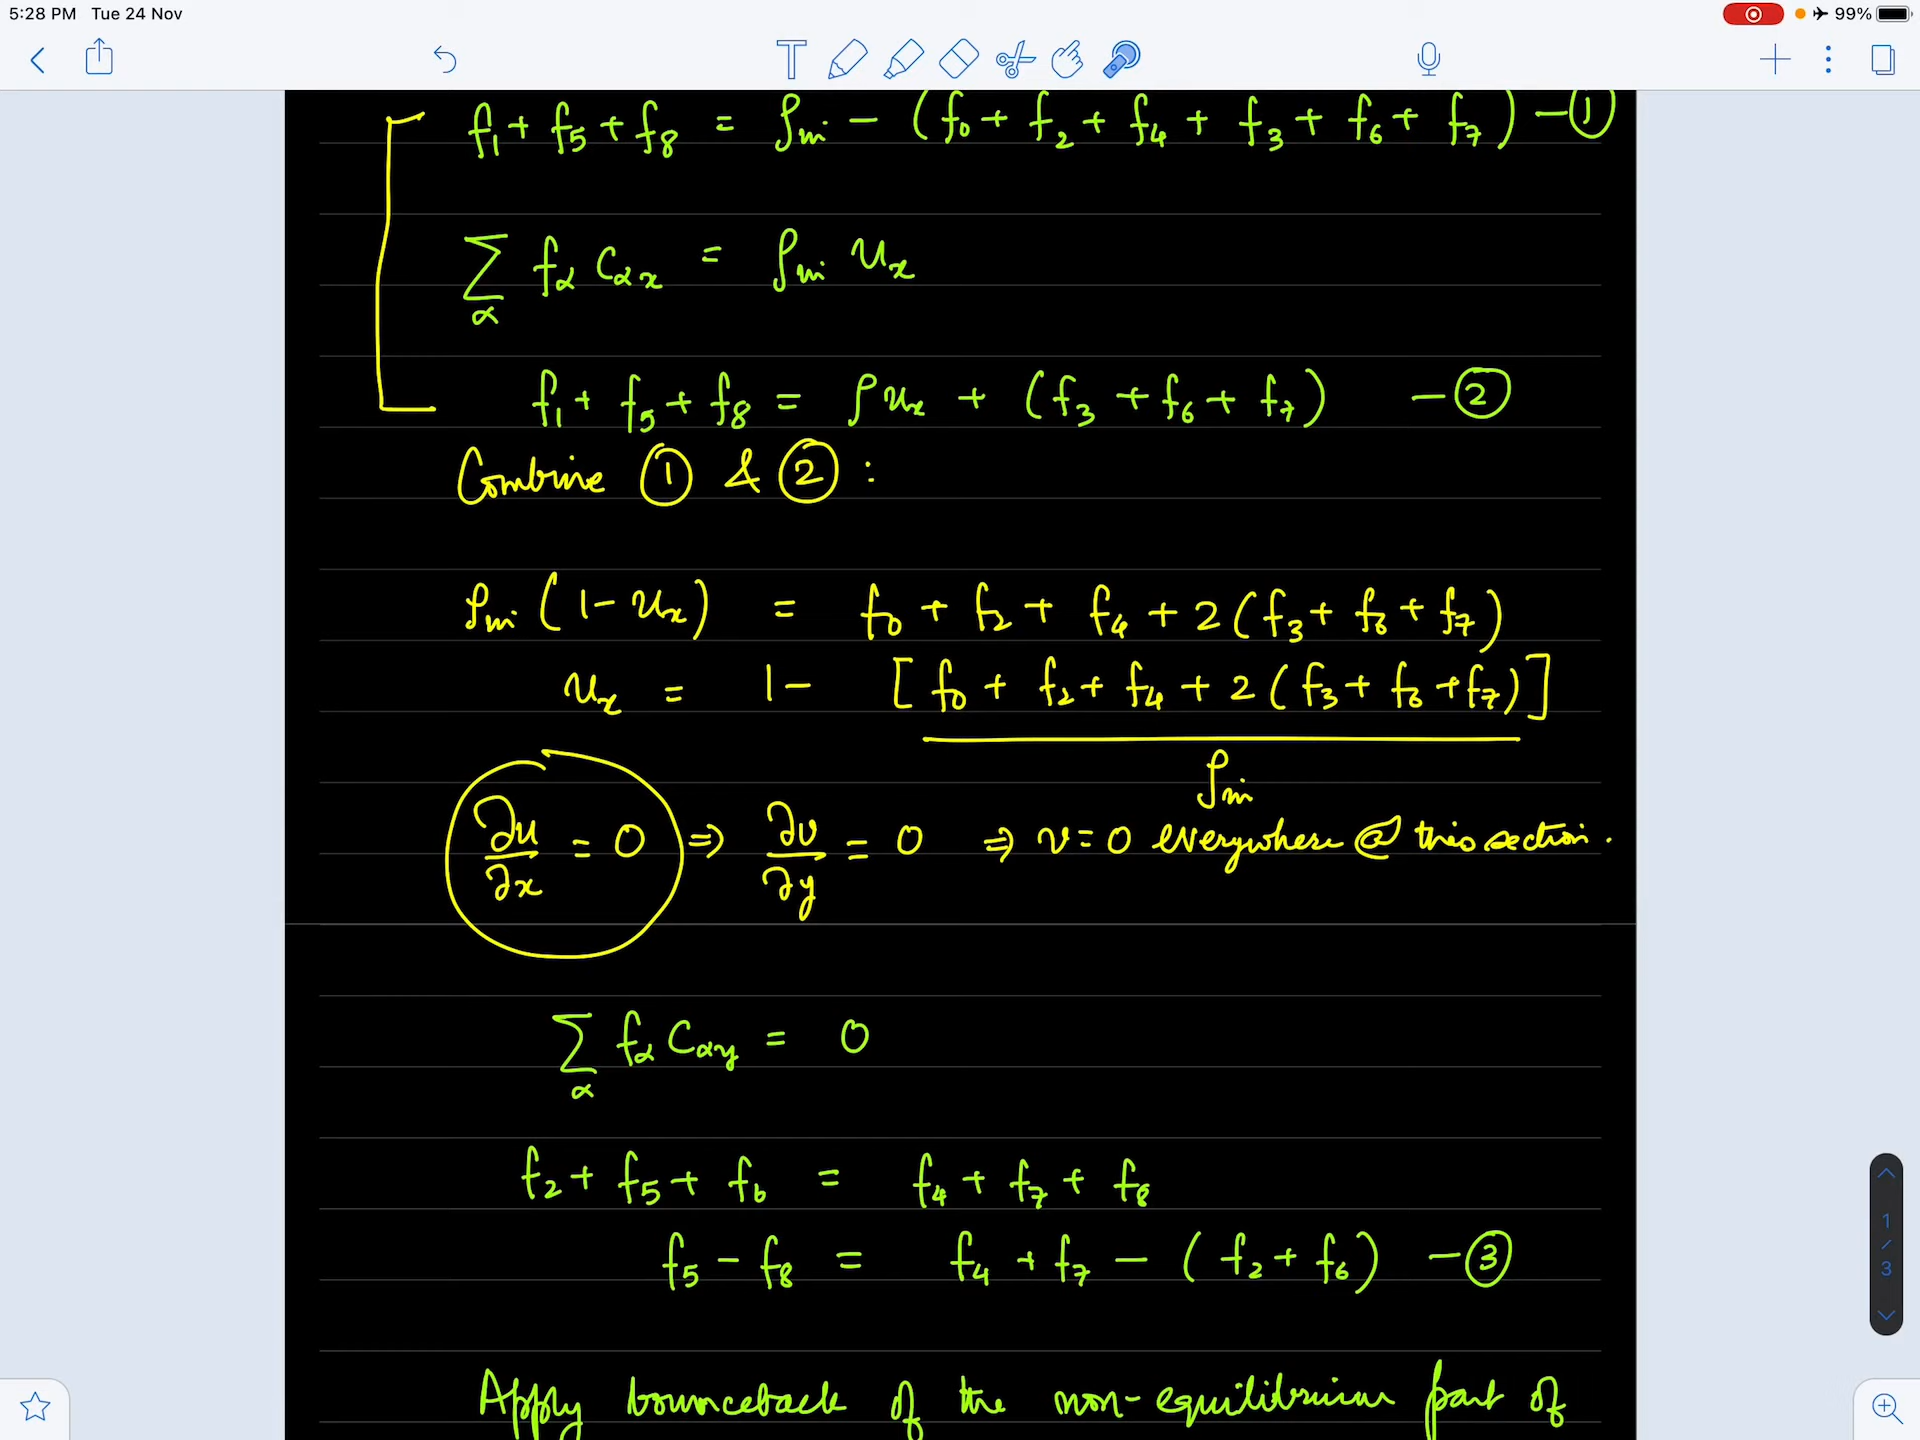 5:28 PM Tue 24 Nov
99%
f₁ + f₅ + f₈ = ρ_in − (f₀ + f₂ + f₄ + f₃ + f₆ + f₇) − ①
∑_α f_α c_αx = ρ_in u_x
f₁ + f₅ + f₈ = ρ u_x + (f₃ + f₆ + f₇) − ②
Combine ① & ② :
ρ_in (1 − u_x) = f₀ + f₂ + f₄ + 2(f₃ + f₆ + f₇)
u_x = 1 − [f₀ + f₂ + f₄ + 2(f₃ + f₆ + f₇)] / ρ_in
∂u/∂x = 0 ⇒ ∂v/∂y = 0 ⇒ v = 0 everywhere @ this section.
∑_α f_α c_αy = 0
f₂ + f₅ + f₆ = f₄ + f₇ + f₈
f₅ − f₈ = f₄ + f₇ − (f₂ + f₆) − ③
Apply bounceback of the non-equilibrium part of
1/3